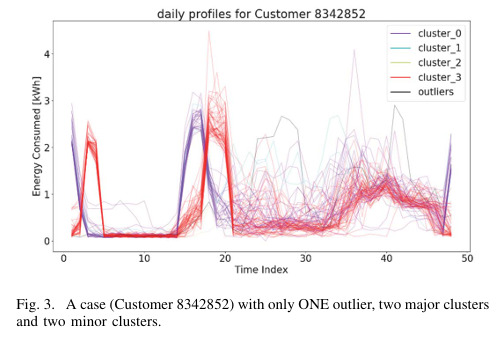 daily profiles for Customer 8342852
cluster_0
cluster_1
cluster_2
cluster_3
outliers
Energy Consumed [kWh]
4
3
2
1
0
0 10 20 30 40 50
Time Index
Fig. 3. A case (Customer 8342852) with only ONE outlier, two major clusters
and two minor clusters.